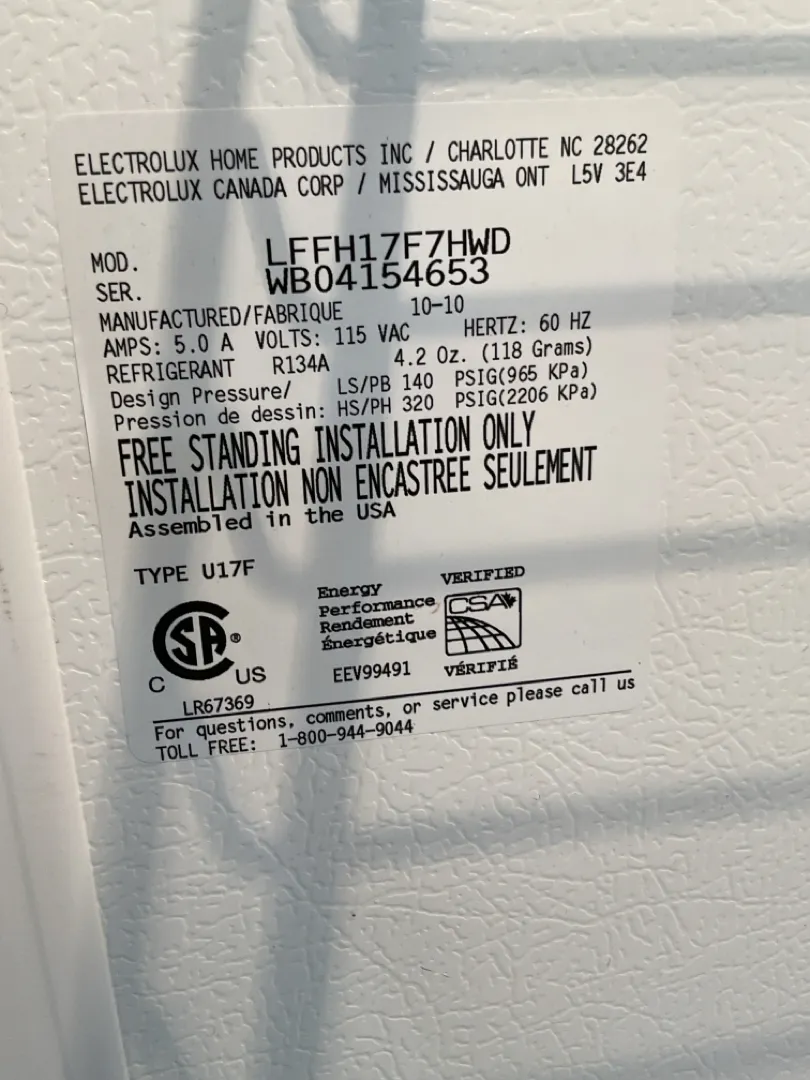 ELECTROLUX HOME PRODUCTS INC / CHARLOTTE NC 28262
ELECTROLUX CANADA CORP / MISSISSAUGA ONT L5V 3E4
MOD. LFFH17F7HWD
SER. WB04154653
MANUFACTURED/FABRIQUE 10-10
AMPS: 5.0 A VOLTS: 115 VAC HERTZ: 60 HZ
REFRIGERANT R134A 4.2 Oz. (118 Grams)
Design Pressure/ LS/PB 140 PSIG(965 KPa)
Pression de dessin: HS/PH 320 PSIG(2206 KPa)
FREE STANDING INSTALLATION ONLY
INSTALLATION NON ENCASTREE SEULEMENT
Assembled in the USA
TYPE U17F
SA®
C US
LR67369
Energy
Performance
Rendement
Énergétique
EEV99491
VERIFIED
CSA
VÉRIFIÉ
For questions, comments, or service please call us
TOLL FREE: 1-800-944-9044